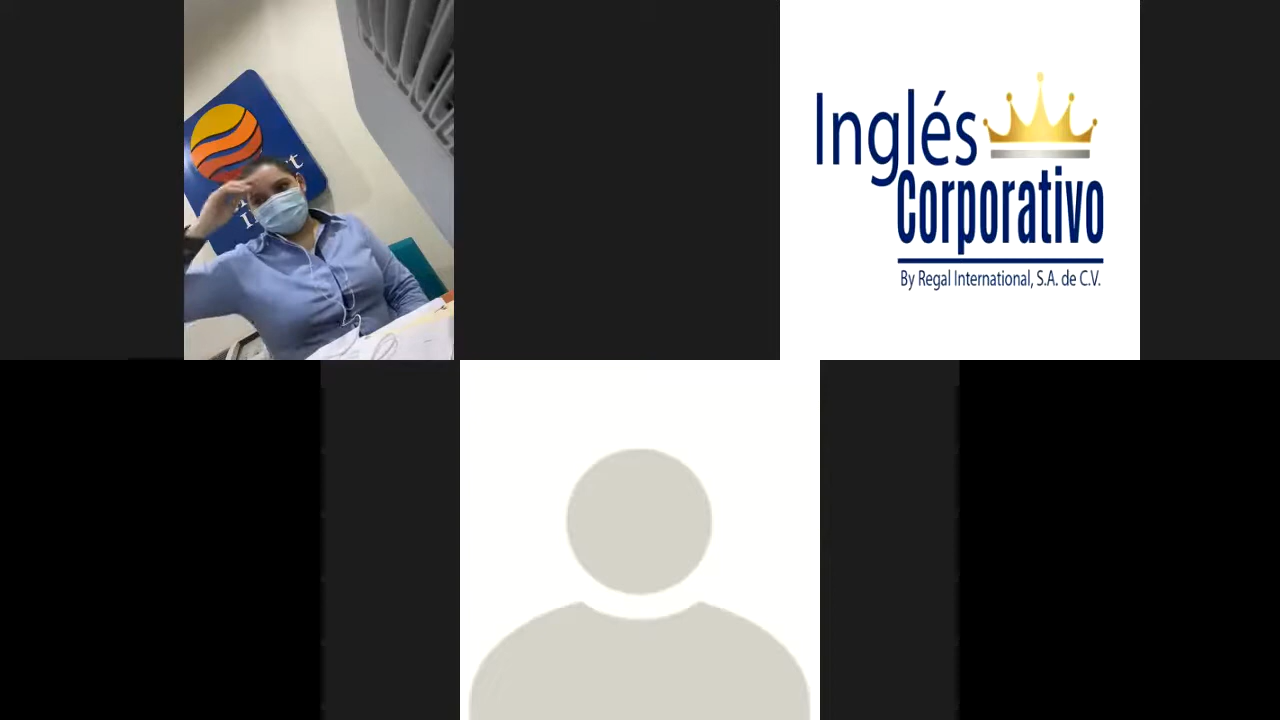 Inglés
Corporativo
By Regal International, S.A. de C.V.